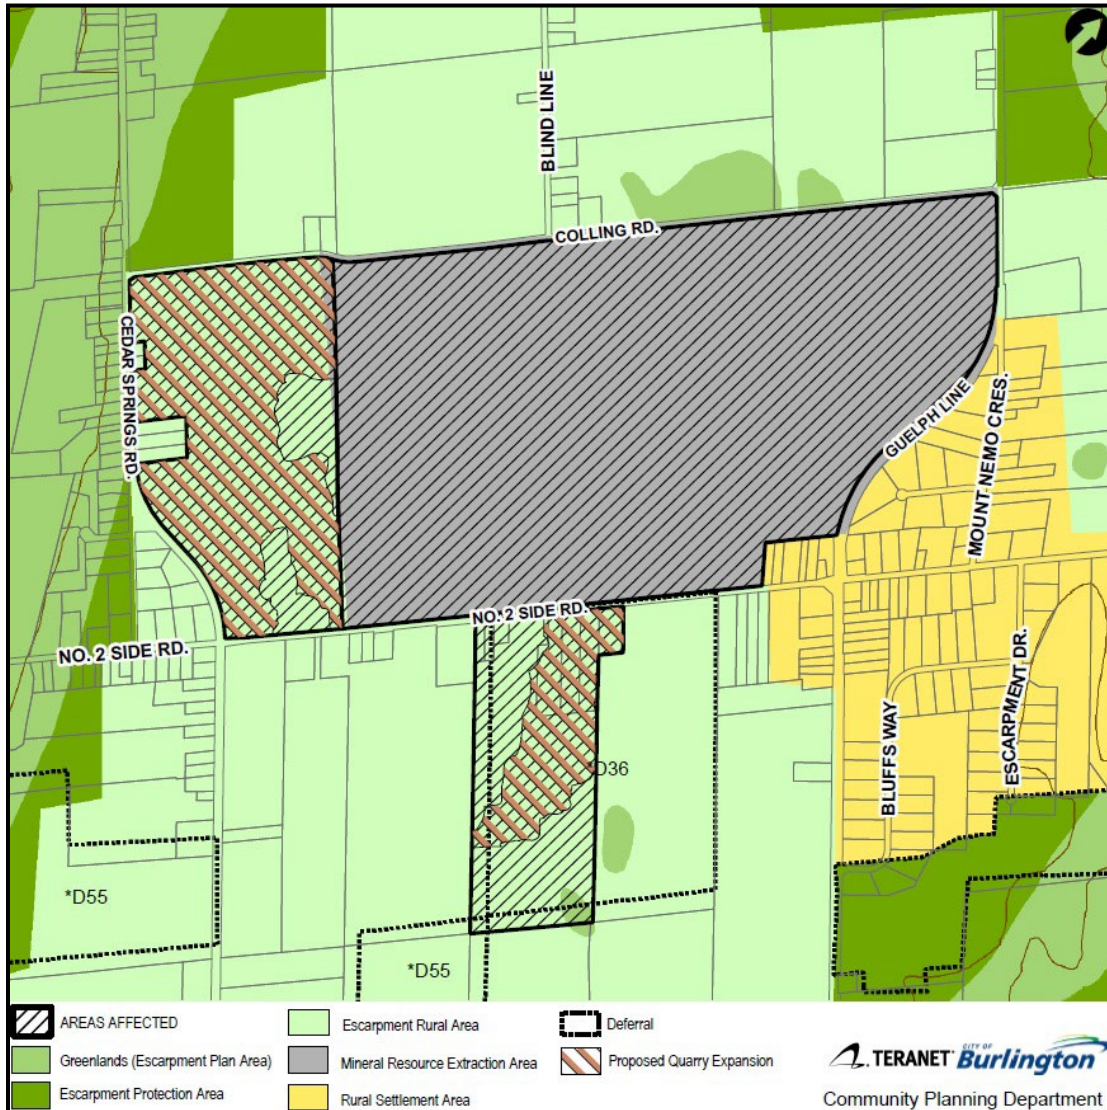 BLIND LINE
COLLING RD.
CEDAR SPRINGS RD.
GUELPH LINE
MOUNT NEMO CRES.
NO. 2 SIDE RD.
NO. 2 SIDE RD.
BLUFFS WAY
ESCARPMENT DR.
*D36
*D55
*D55
AREAS AFFECTED
Greenlands (Escarpment Plan Area)
Escarpment Protection Area
Escarpment Rural Area
Mineral Resource Extraction Area
Rural Settlement Area
Deferral
Proposed Quarry Expansion
TERANET
CITY OF
Burlington
Community Planning Department